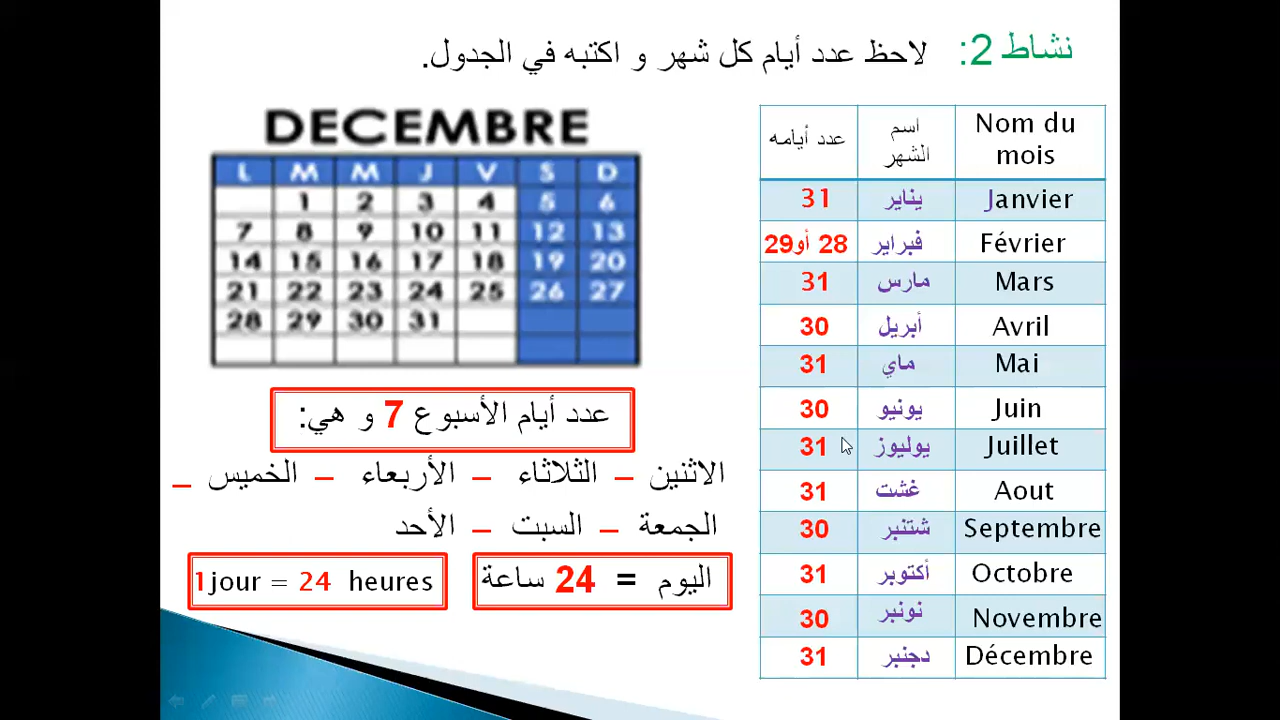 نشاط 2: لاحظ عدد أيام كل شهر و اكتبه في الجدول.
Nom du mois اسم الشهر عدد أيامه
Janvier يناير 31
Février فبراير 28 أو29
Mars مارس 31
Avril أبريل 30
Mai ماي 31
Juin يونيو 30
Juillet يوليوز 31
Aout غشت 31
Septembre شتنبر 30
Octobre أكتوبر 31
Novembre نونبر 30
Décembre دجنبر 31
DECEMBRE
L M M J V S D
1 2 3 4 5 6
7 8 9 10 11 12 13
14 15 16 17 18 19 20
21 22 23 24 25 26 27
28 29 30 31
عدد أيام الأسبوع 7 و هي:
الاثنين – الثلاثاء – الأربعاء – الخميس –
الجمعة – السبت – الأحد
اليوم = 24 ساعة
1jour = 24 heures